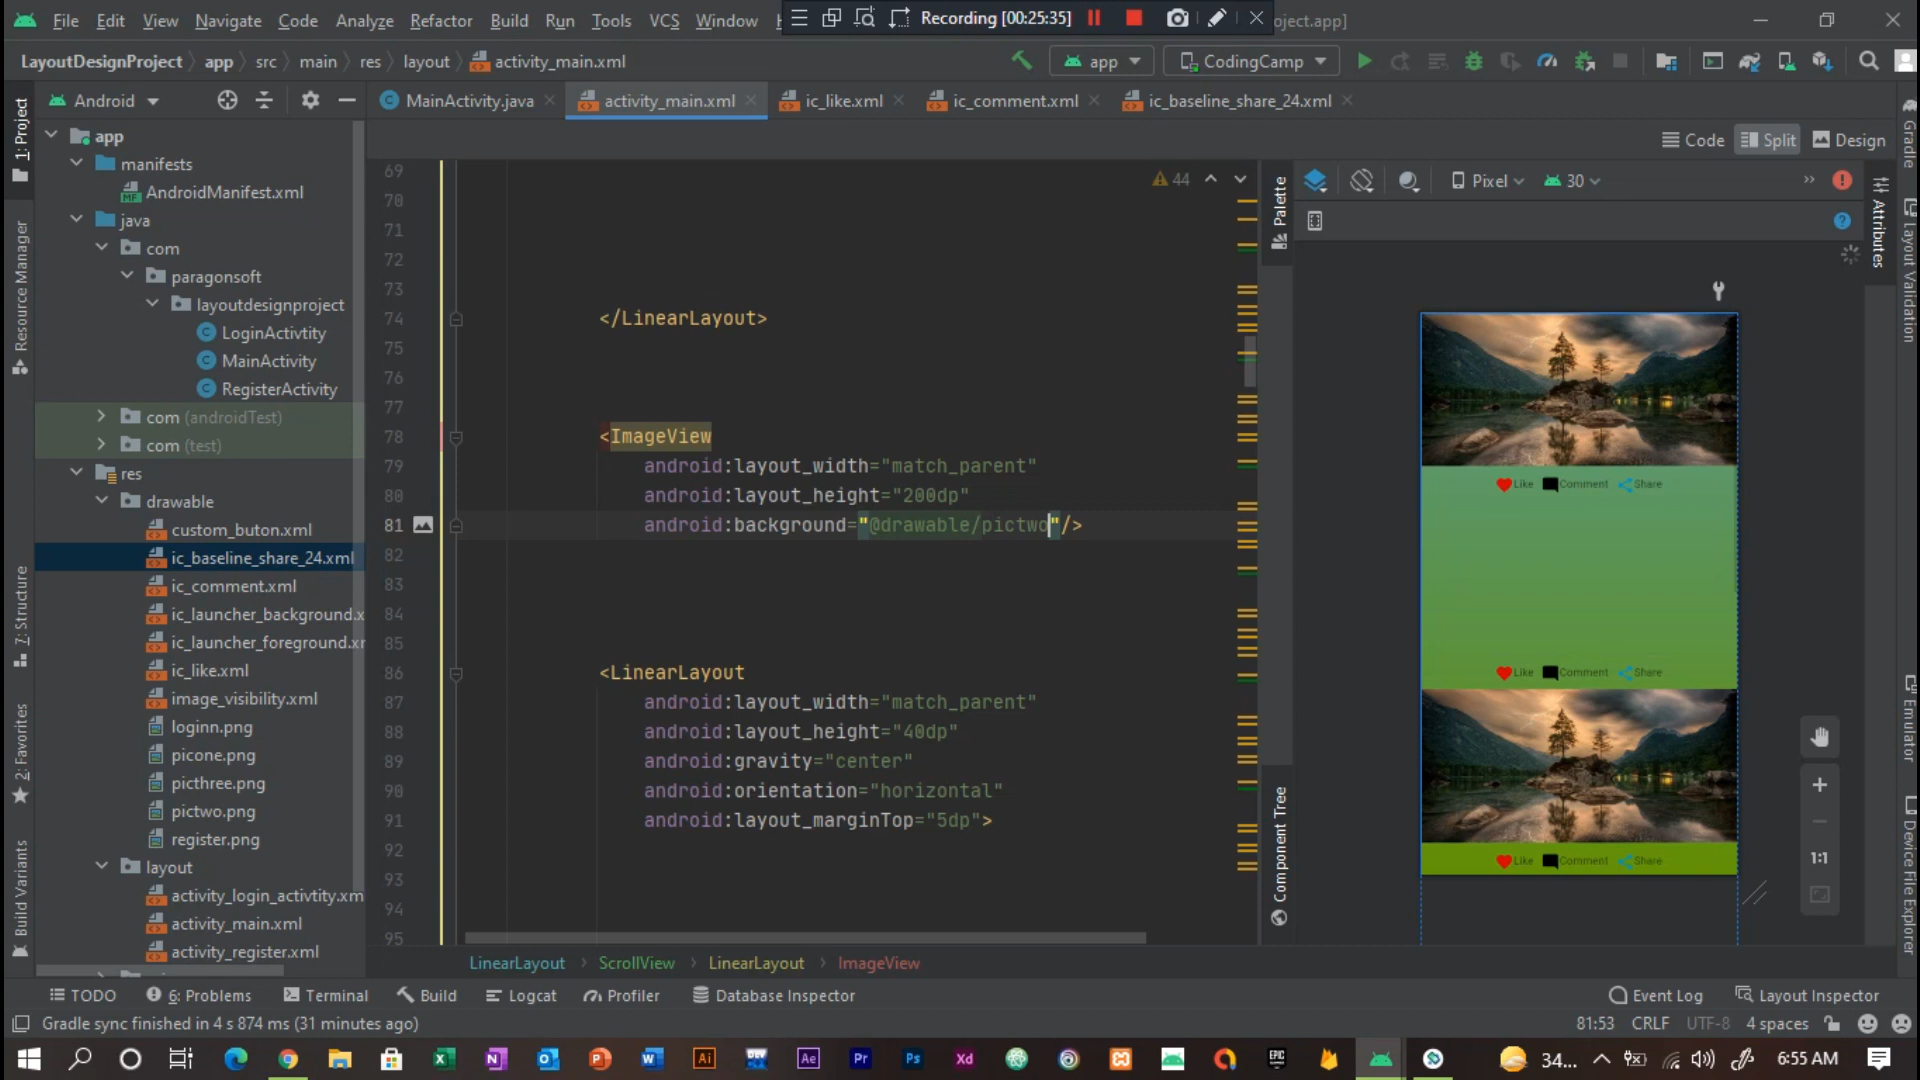 File Edit View Navigate Code Analyze Refactor Build Run Tools VCS Window
Recording [00:25:35]
oject.app]
LayoutDesignProject app src main res layout activity_main.xml
app
CodingCamp
Android
MainActivity.java
activity_main.xml
ic_like.xml
ic_comment.xml
ic_baseline_share_24.xml
Code
Split
Design
1: Project
Resource Manager
7: Structure
2: Favorites
Build Variants
app
manifests
AndroidManifest.xml
java
com
paragonsoft
layoutdesignproject
LoginActivtity
MainActivity
RegisterActivity
com (androidTest)
com (test)
res
drawable
custom_buton.xml
ic_baseline_share_24.xml
ic_comment.xml
ic_launcher_background.x
ic_launcher_foreground.xr
ic_like.xml
image_visibility.xml
loginn.png
picone.png
picthree.png
pictwo.png
register.png
layout
activity_login_activtity.xm
activity_main.xml
activity_register.xml
44
69
70
71
72
73
74 </LinearLayout>
75
76
77
78 <ImageView
79 android:layout_width="match_parent"
80 android:layout_height="200dp"
81 android:background="@drawable/pictwo"/>
82
83
84
85
86 <LinearLayout
87 android:layout_width="match_parent"
88 android:layout_height="40dp"
89 android:gravity="center"
90 android:orientation="horizontal"
91 android:layout_marginTop="5dp">
92
93
94
95
Palette
Component Tree
Pixel
30
Like Comment Share
Like Comment Share
Like Comment Share
1:1
Attributes
Gradle
Layout Validation
Emulator
Device File Explorer
LinearLayout ScrollView LinearLayout ImageView
TODO
6: Problems
Terminal
Build
Logcat
Profiler
Database Inspector
Event Log
Layout Inspector
Gradle sync finished in 4 s 874 ms (31 minutes ago)
81:53 CRLF UTF-8 4 spaces
34...
6:55 AM
Ai
Ae
Pr
Ps
Xd
EPIC